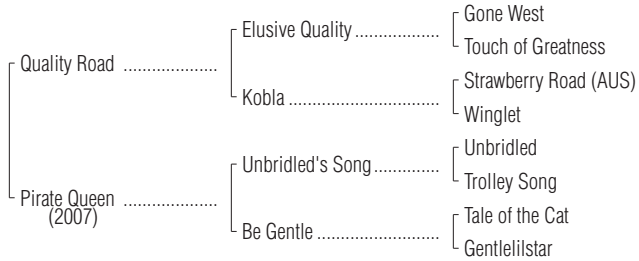 Gone West
Elusive Quality ..................
Touch of Greatness
Quality Road ...................
Strawberry Road (AUS)
Kobla ................................
Winglet
Unbridled
Unbridled's Song..............
Trolley Song
Pirate Queen ...................
(2007)
Tale of the Cat
Be Gentle ..........................
Gentlelilstar